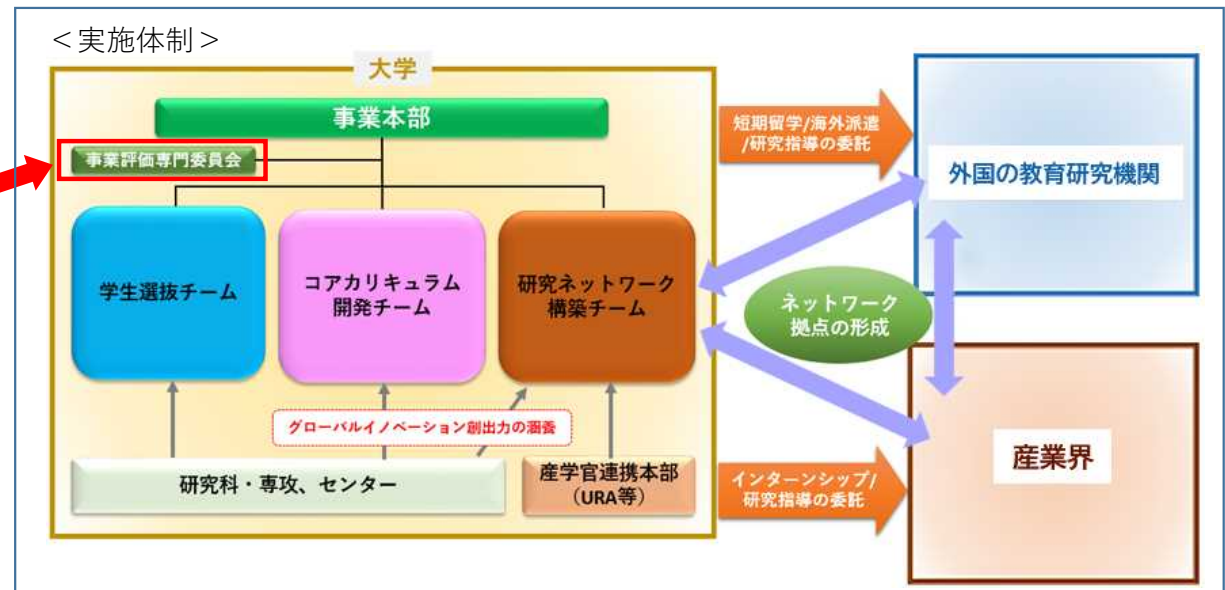 ＜実施体制＞
大学
事業本部
事業評価専門委員会
学生選抜チーム
コアカリキュラム
開発チーム
研究ネットワーク
構築チーム
グローバルイノベーション創出力の涵養
研究科・専攻、センター
産学官連携本部
（URA等）
短期留学/海外派遣
/研究指導の委託
外国の教育研究機関
ネットワーク
拠点の形成
インターンシップ/
研究指導の委託
産業界